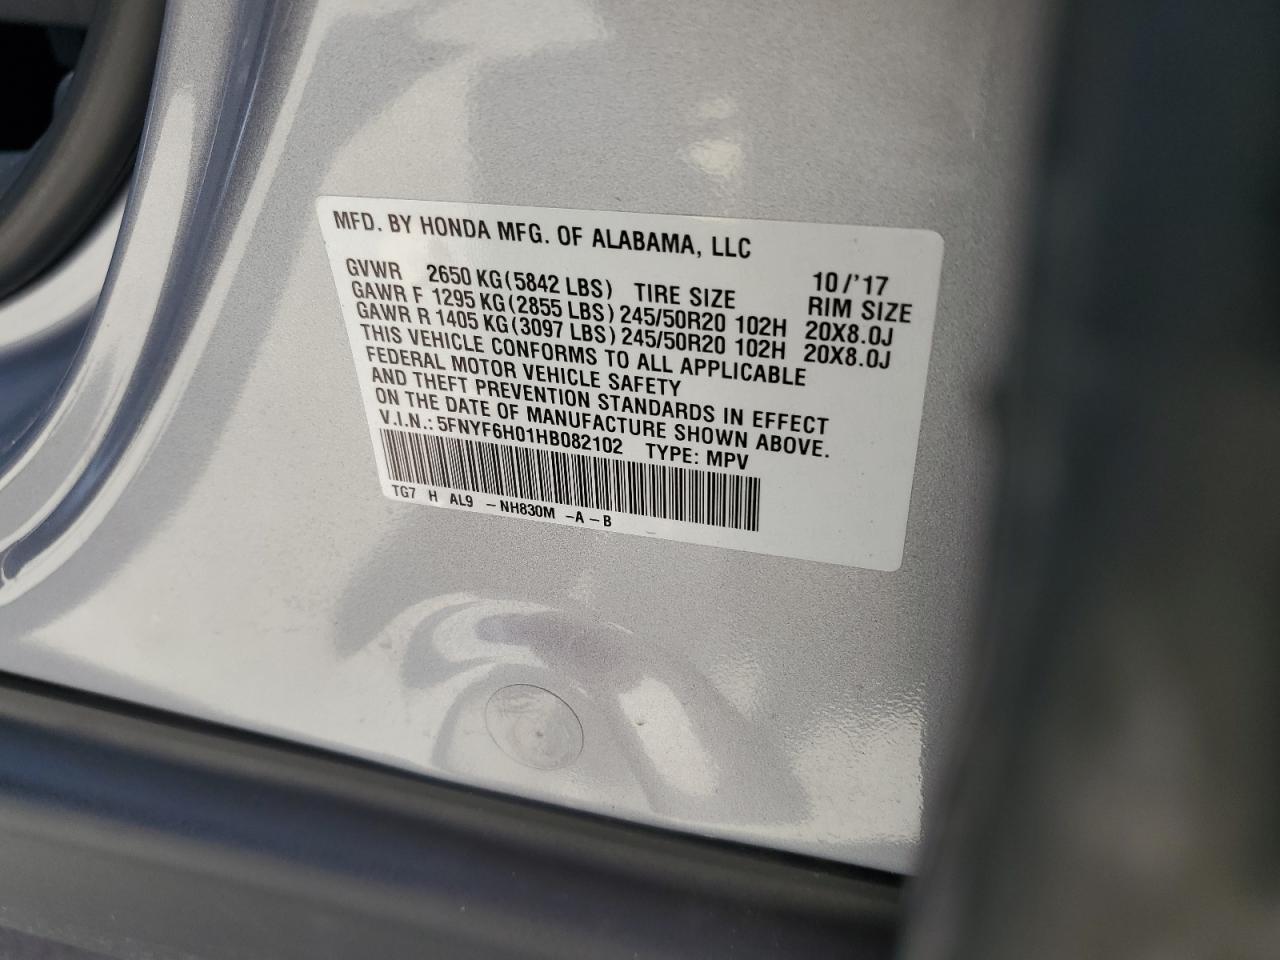 MFD. BY HONDA MFG. OF ALABAMA, LLC
10/'17
GVWR 2650 KG(5842 LBS) TIRE SIZE RIM SIZE
GAWR F 1295 KG(2855 LBS) 245/50R20 102H 20X8.0J
GAWR R 1405 KG(3097 LBS) 245/50R20 102H 20X8.0J
THIS VEHICLE CONFORMS TO ALL APPLICABLE
FEDERAL MOTOR VEHICLE SAFETY
AND THEFT PREVENTION STANDARDS IN EFFECT
ON THE DATE OF MANUFACTURE SHOWN ABOVE.
V.I.N.: 5FNYF6H01HB082102 TYPE: MPV
TG7 H AL9 - NH830M -A-B